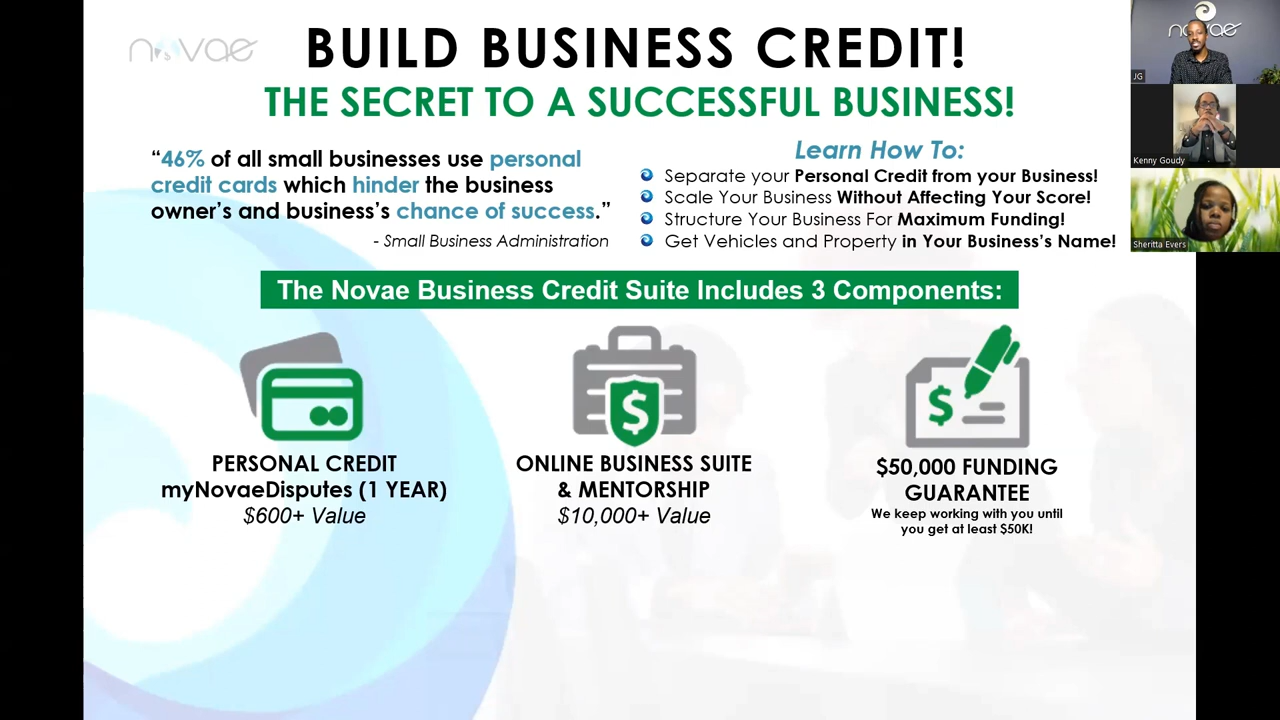 novae
BUILD BUSINESS CREDIT!
THE SECRET TO A SUCCESSFUL BUSINESS!
“46% of all small businesses use personal
credit cards which hinder the business
owner’s and business’s chance of success.”
- Small Business Administration
Learn How To:
Separate your Personal Credit from your Business!
Scale Your Business Without Affecting Your Score!
Structure Your Business For Maximum Funding!
Get Vehicles and Property in Your Business’s Name!
The Novae Business Credit Suite Includes 3 Components:
PERSONAL CREDIT
myNovaeDisputes (1 YEAR)
$600+ Value
$
ONLINE BUSINESS SUITE
& MENTORSHIP
$10,000+ Value
$
$50,000 FUNDING
GUARANTEE
We keep working with you until
you get at least $50K!
novae
JG
Kenny Goudy
Sheritta Evers